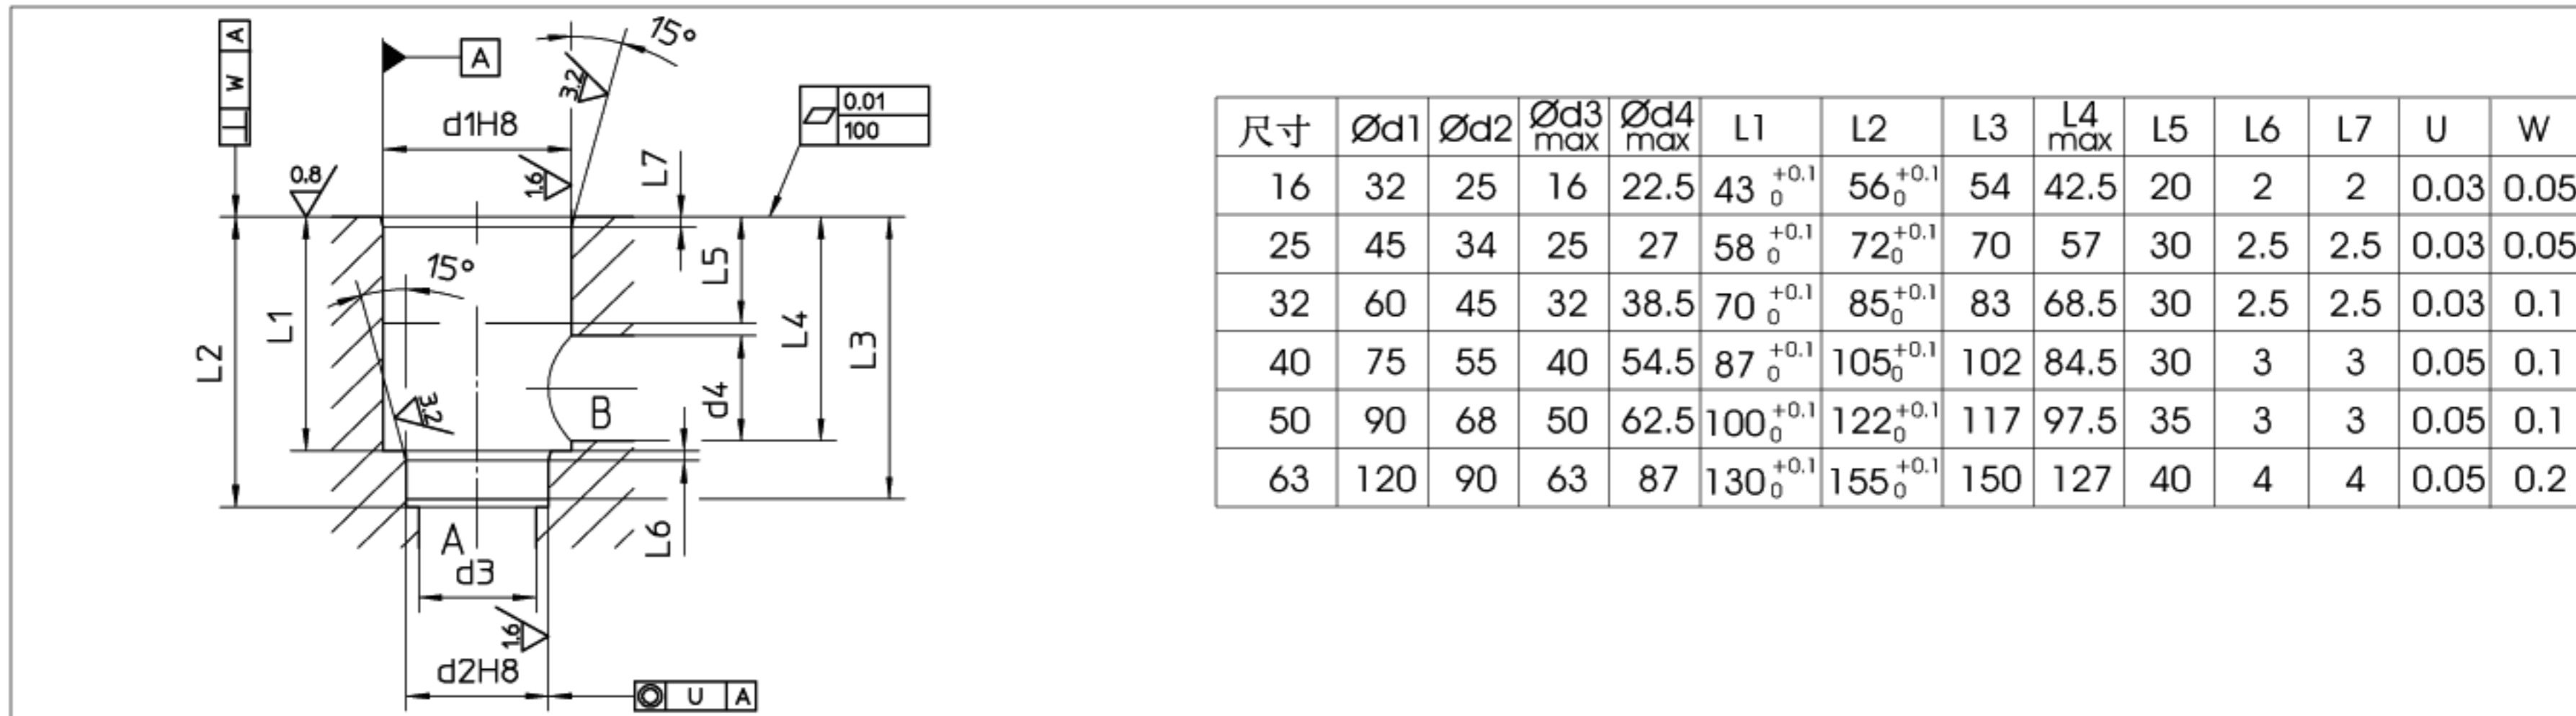 A
W
A
15°
3.2
0.01
100
d1H8
L7
0.8
1.6
15°
L5
L1
L4
L2
L3
3.2
d4
B
A
L6
d3
1.6
d2H8
U A
尺寸 Ød1 Ød2 Ød3 max Ød4 max L1 L2 L3 L4 max L5 L6 L7 U W
16 32 25 16 22.5 43 +0.1 0 56 +0.1 0 54 42.5 20 2 2 0.03 0.05
25 45 34 25 27 58 +0.1 0 72 +0.1 0 70 57 30 2.5 2.5 0.03 0.05
32 60 45 32 38.5 70 +0.1 0 85 +0.1 0 83 68.5 30 2.5 2.5 0.03 0.1
40 75 55 40 54.5 87 +0.1 0 105 +0.1 0 102 84.5 30 3 3 0.05 0.1
50 90 68 50 62.5 100 +0.1 0 122 +0.1 0 117 97.5 35 3 3 0.05 0.1
63 120 90 63 87 130 +0.1 0 155 +0.1 0 150 127 40 4 4 0.05 0.2